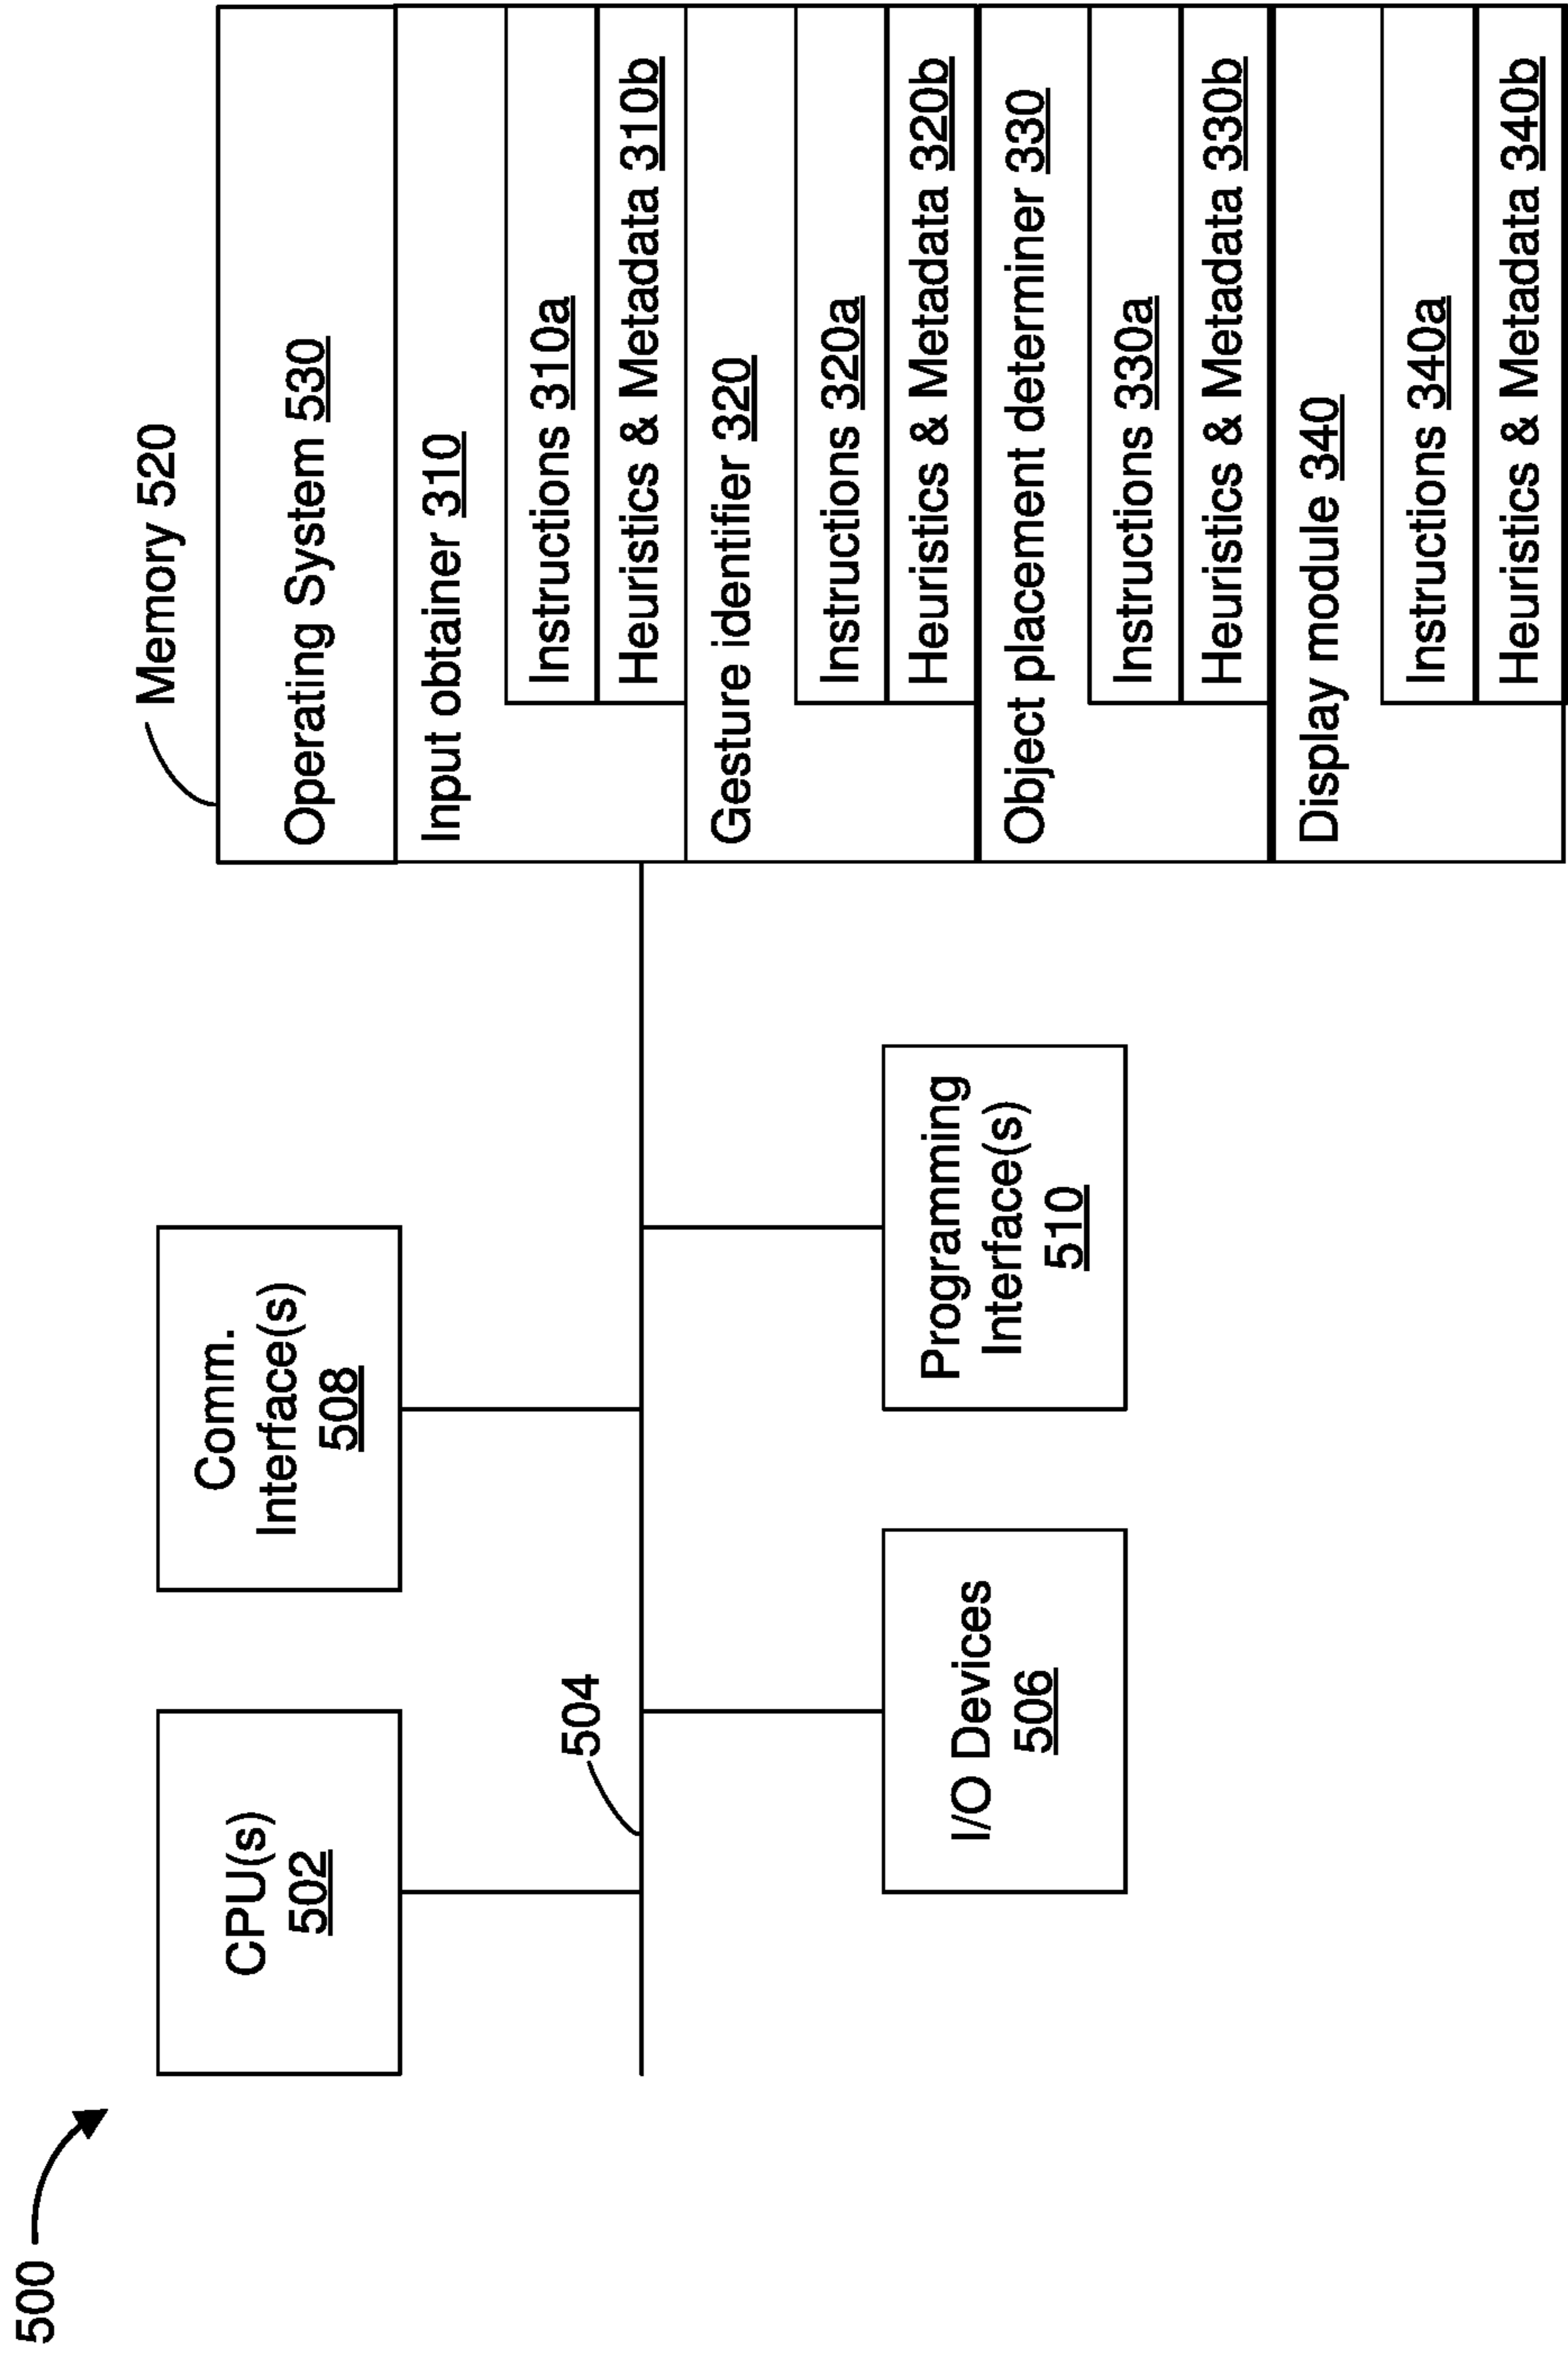 500
CPU(s)
502
Comm.
Interface(s)
508
504
I/O Devices
506
Programming
Interface(s)
510
Memory 520
Operating System 530
Input obtainer 310
Instructions 310a
Heuristics & Metadata 310b
Gesture identifier 320
Instructions 320a
Heuristics & Metadata 320b
Object placement determiner 330
Instructions 330a
Heuristics & Metadata 330b
Display module 340
Instructions 340a
Heuristics & Metadata 340b